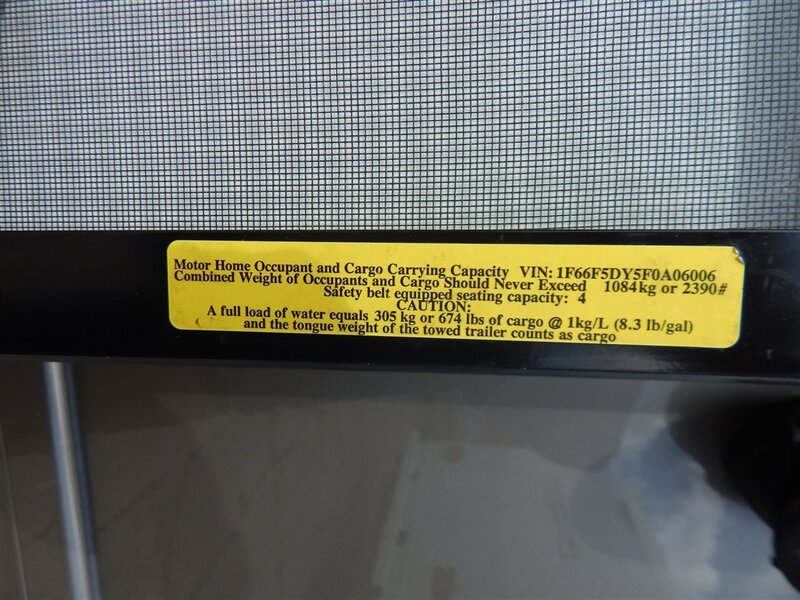 Motor Home Occupant and Cargo Carrying Capacity VIN: 1F66F5DY5F0A06006
Combined Weight of Occupants and Cargo Should Never Exceed 1084kg or 2390#
Safety belt equipped seating capacity: 4
CAUTION:
A full load of water equals 305 kg or 674 lbs of cargo @ 1kg/L (8.3 lb/gal)
and the tongue weight of the towed trailer counts as cargo